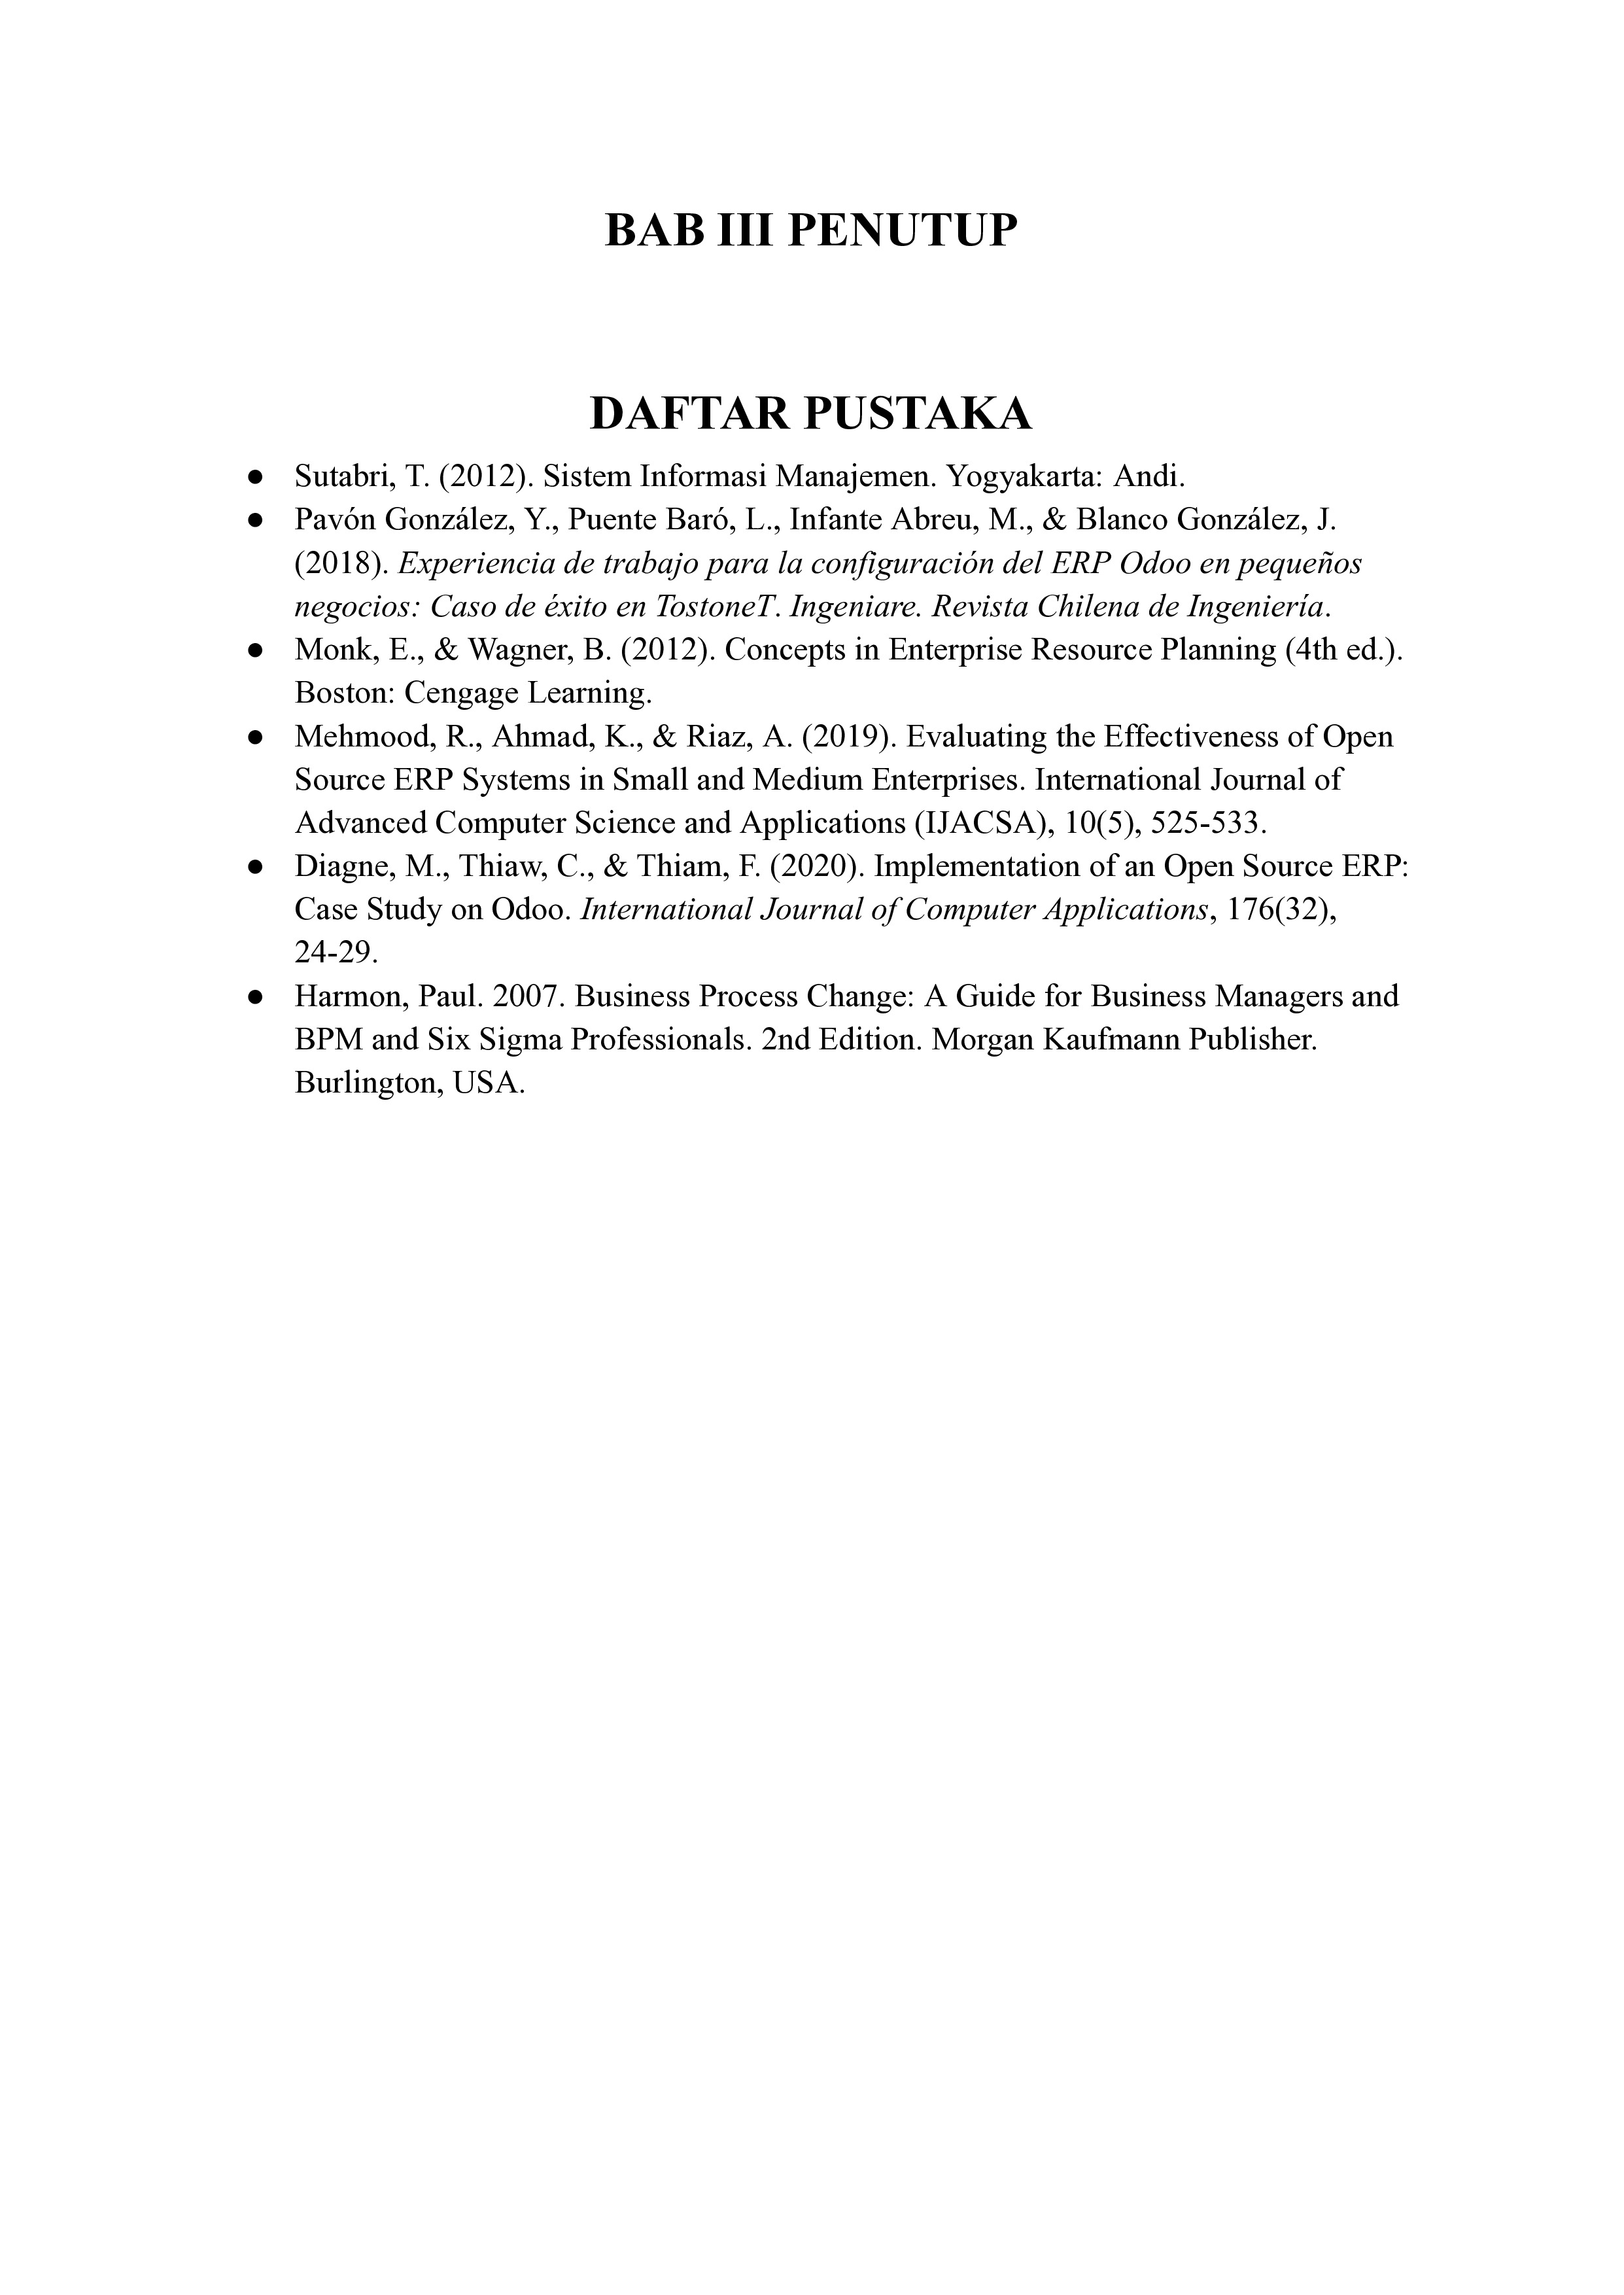 BAB III PENUTUP
DAFTAR PUSTAKA
● Sutabri, T. (2012). Sistem Informasi Manajemen. Yogyakarta: Andi.
● Pavón González, Y., Puente Baró, L., Infante Abreu, M., & Blanco González, J.
(2018). Experiencia de trabajo para la configuración del ERP Odoo en pequeños
negocios: Caso de éxito en TostoneT. Ingeniare. Revista Chilena de Ingeniería.
● Monk, E., & Wagner, B. (2012). Concepts in Enterprise Resource Planning (4th ed.).
Boston: Cengage Learning.
● Mehmood, R., Ahmad, K., & Riaz, A. (2019). Evaluating the Effectiveness of Open
Source ERP Systems in Small and Medium Enterprises. International Journal of
Advanced Computer Science and Applications (IJACSA), 10(5), 525-533.
● Diagne, M., Thiaw, C., & Thiam, F. (2020). Implementation of an Open Source ERP:
Case Study on Odoo. International Journal of Computer Applications, 176(32),
24-29.
● Harmon, Paul. 2007. Business Process Change: A Guide for Business Managers and
BPM and Six Sigma Professionals. 2nd Edition. Morgan Kaufmann Publisher.
Burlington, USA.